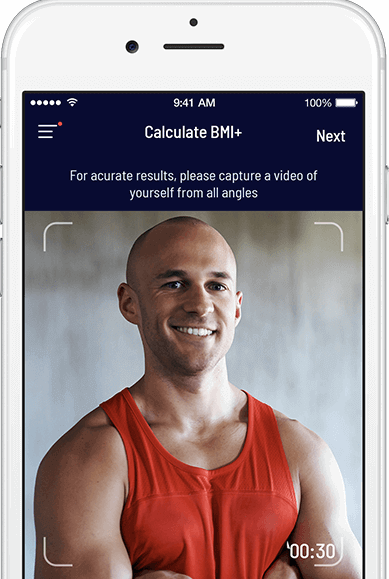 9:41 AM
100%
Calculate BMI+
Next
For acurate results, please capture a video of
yourself from all angles
00:30